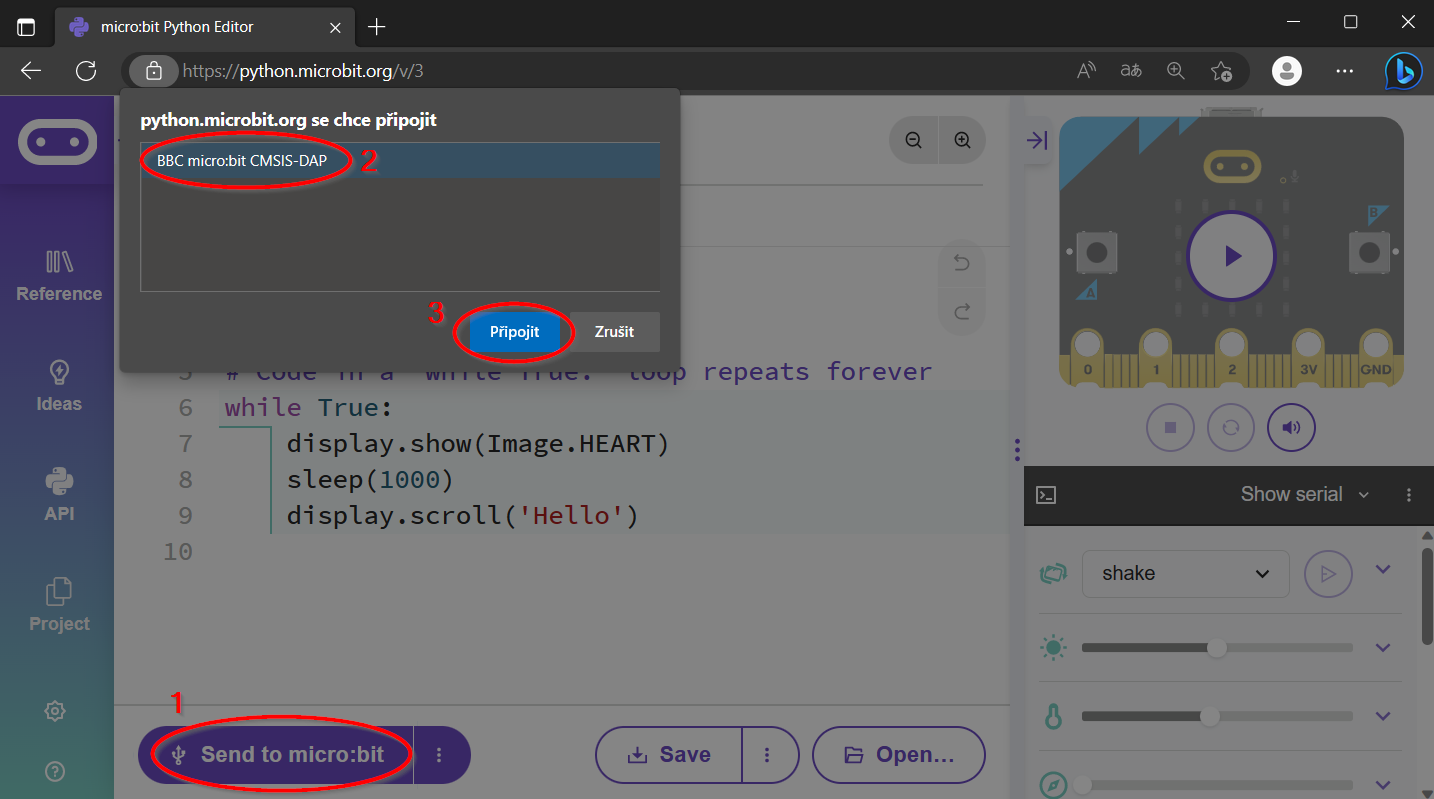 micro:bit Python Editor
https://python.microbit.org/v/3
python.microbit.org se chce připojit
BBC micro:bit CMSIS-DAP 2
3
Připojit Zrušit
Reference
Ideas
API
Project
5 # Code in a 'while True:' loop repeats forever
6 while True:
7 display.show(Image.HEART)
8 sleep(1000)
9 display.scroll('Hello')
10
1
Send to micro:bit
Save
Open...
B
A
0 1 2 3V GND
Show serial
shake